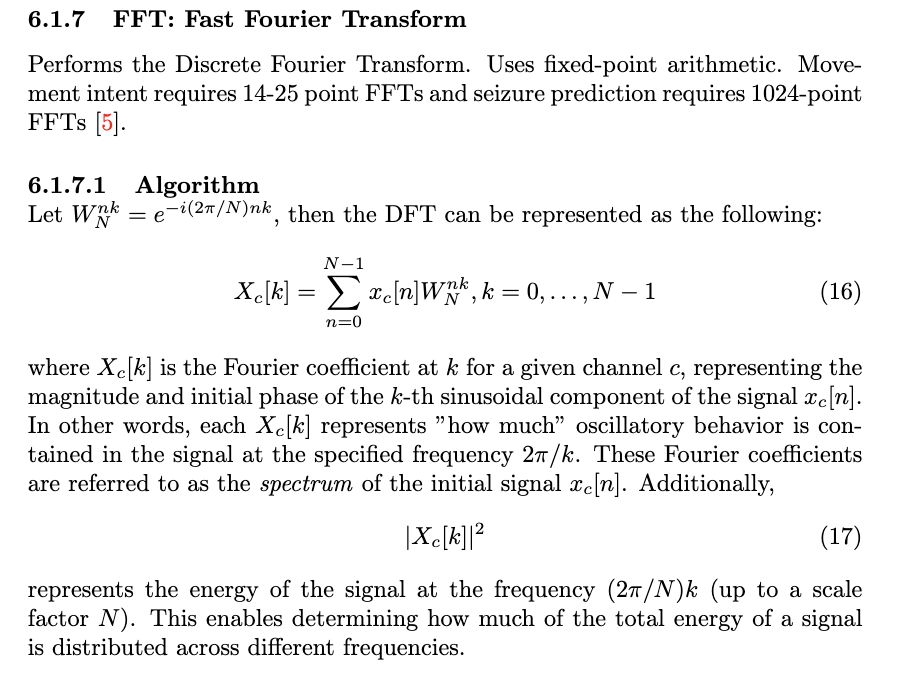 6.1.7 FFT: Fast Fourier Transform
Performs the Discrete Fourier Transform. Uses fixed-point arithmetic. Move-
ment intent requires 14-25 point FFTs and seizure prediction requires 1024-point
FFTs [5].
6.1.7.1 Algorithm
Let $W_N^{nk} = e^{-i(2\pi/N)nk}$, then the DFT can be represented as the following:
$X_c[k] = \sum_{n=0}^{N-1} x_c[n]W_N^{nk}, k = 0, \ldots, N-1$ (16)
where $X_c[k]$ is the Fourier coefficient at $k$ for a given channel $c$, representing the
magnitude and initial phase of the $k$-th sinusoidal component of the signal $x_c[n]$.
In other words, each $X_c[k]$ represents "how much" oscillatory behavior is con-
tained in the signal at the specified frequency $2\pi/k$. These Fourier coefficients
are referred to as the spectrum of the initial signal $x_c[n]$. Additionally,
$|X_c[k]|^2$ (17)
represents the energy of the signal at the frequency $(2\pi/N)k$ (up to a scale
factor $N$). This enables determining how much of the total energy of a signal
is distributed across different frequencies.